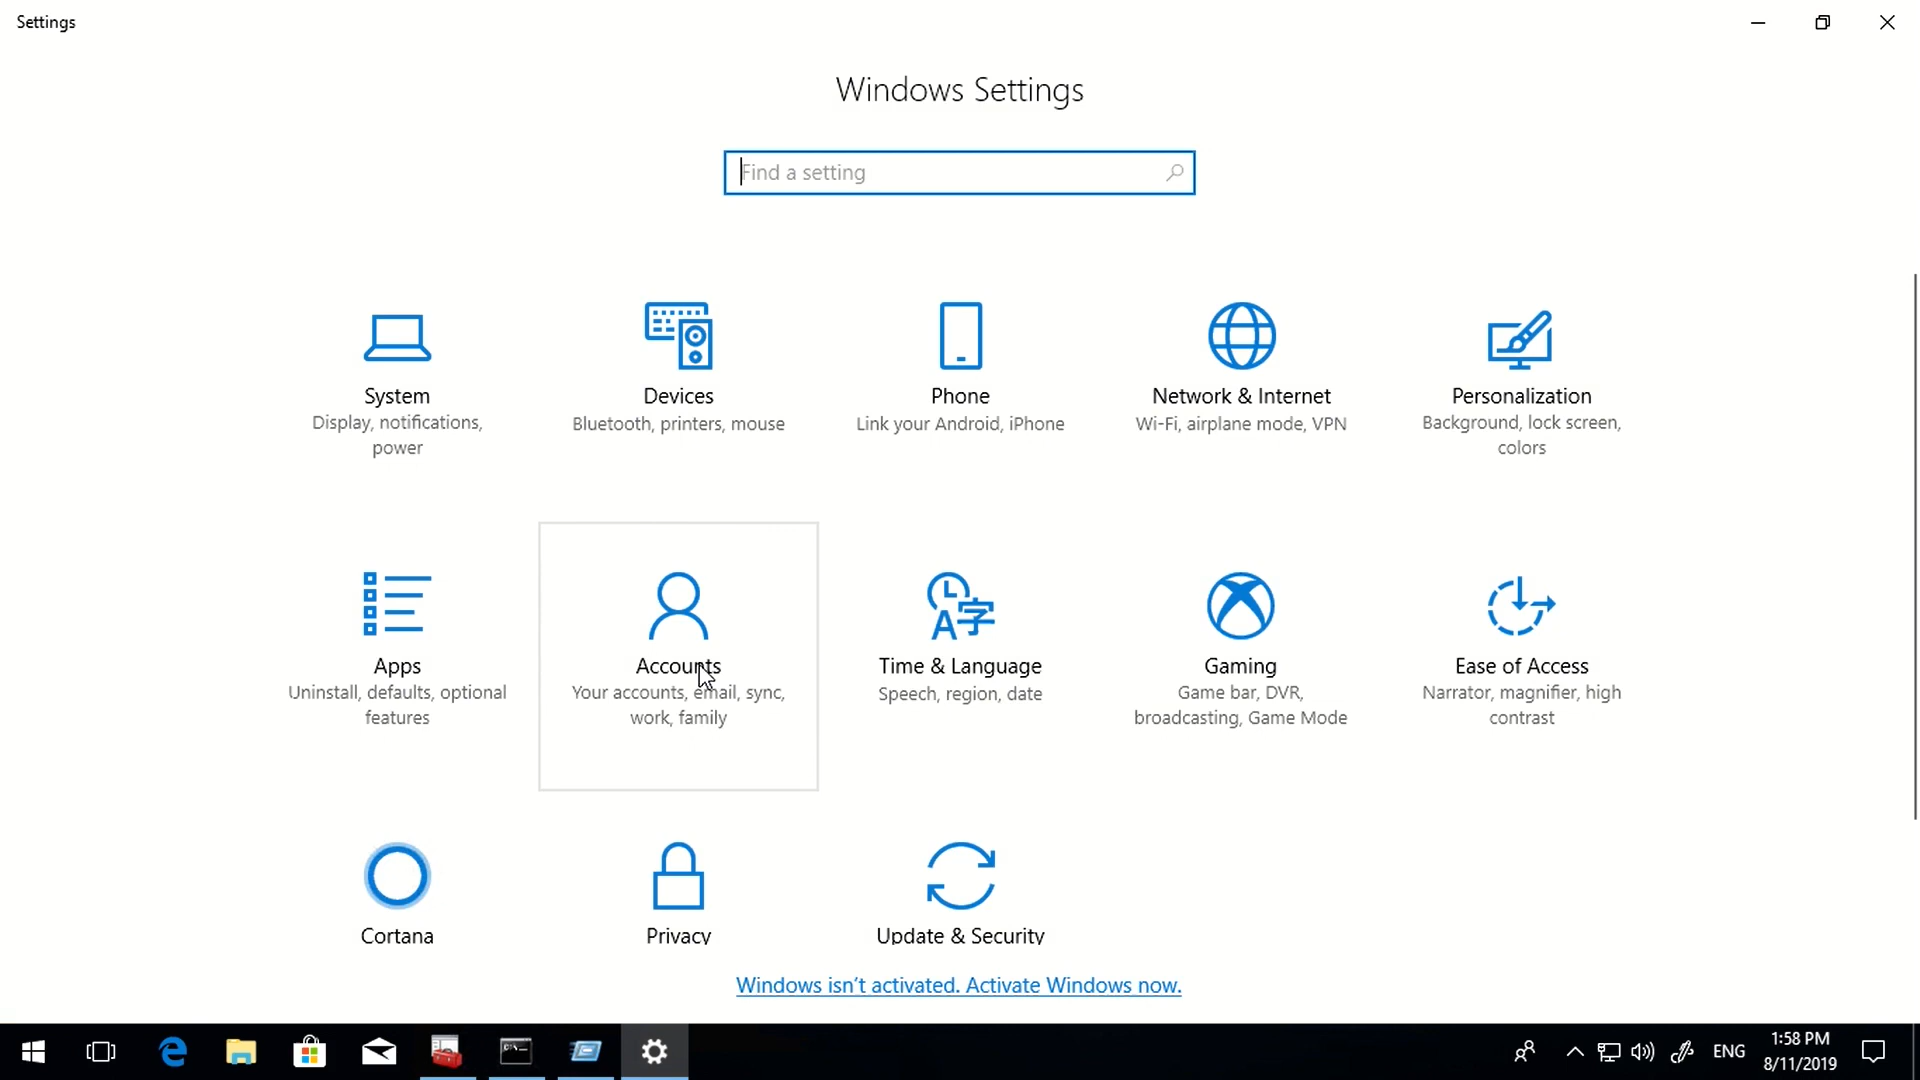 Settings
Windows Settings
Find a setting
System
Display, notifications,
power
Devices
Bluetooth, printers, mouse
Phone
Link your Android, iPhone
Network & Internet
Wi-Fi, airplane mode, VPN
Personalization
Background, lock screen,
colors
Apps
Uninstall, defaults, optional
features
Accounts
Your accounts, email, sync,
work, family
Time & Language
Speech, region, date
Gaming
Game bar, DVR,
broadcasting, Game Mode
Ease of Access
Narrator, magnifier, high
contrast
Cortana
Privacy
Update & Security
Windows isn't activated. Activate Windows now.
ENG
1:58 PM
8/11/2019